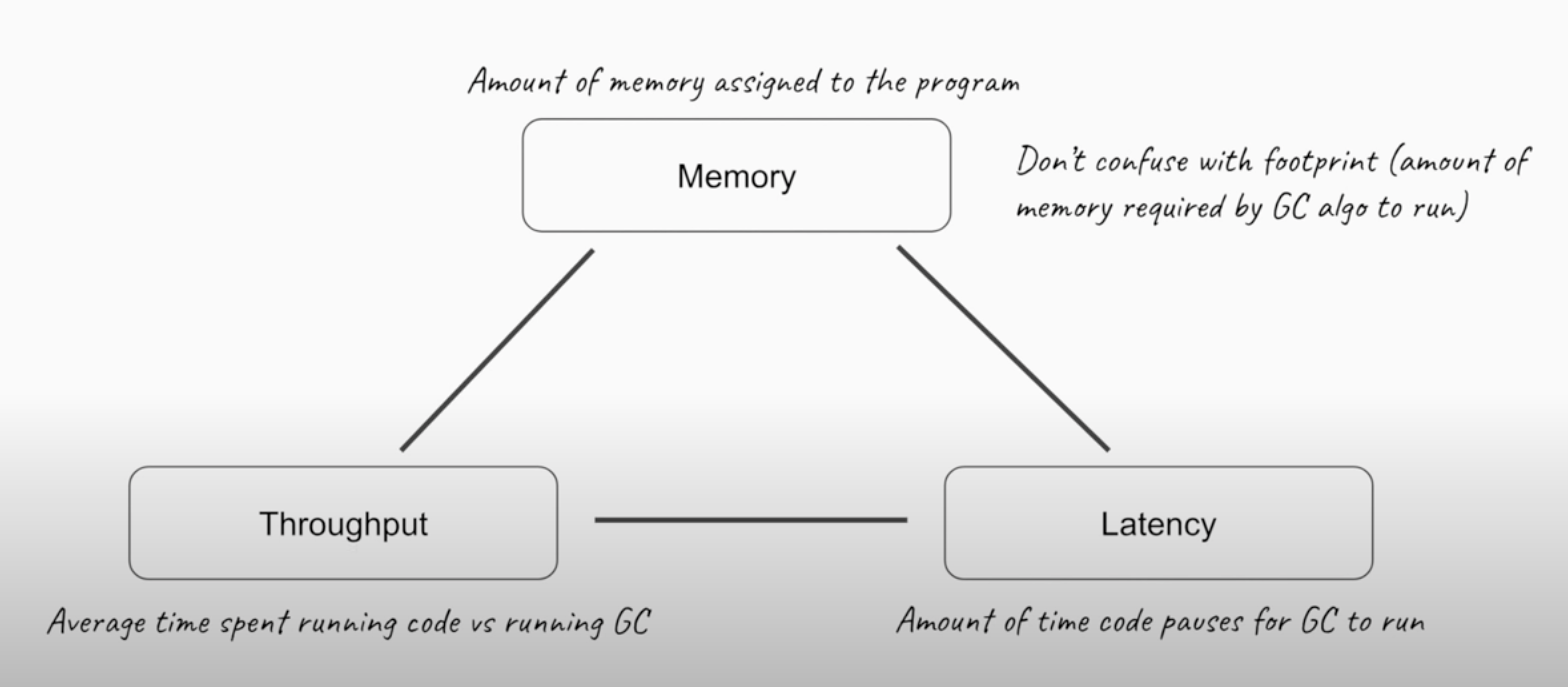 Amount of memory assigned to the program
Memory
Don't confuse with footprint (amount of
memory required by GC algo to run)
Throughput
Latency
Average time spent running code vs running GC
Amount of time code pauses for GC to run